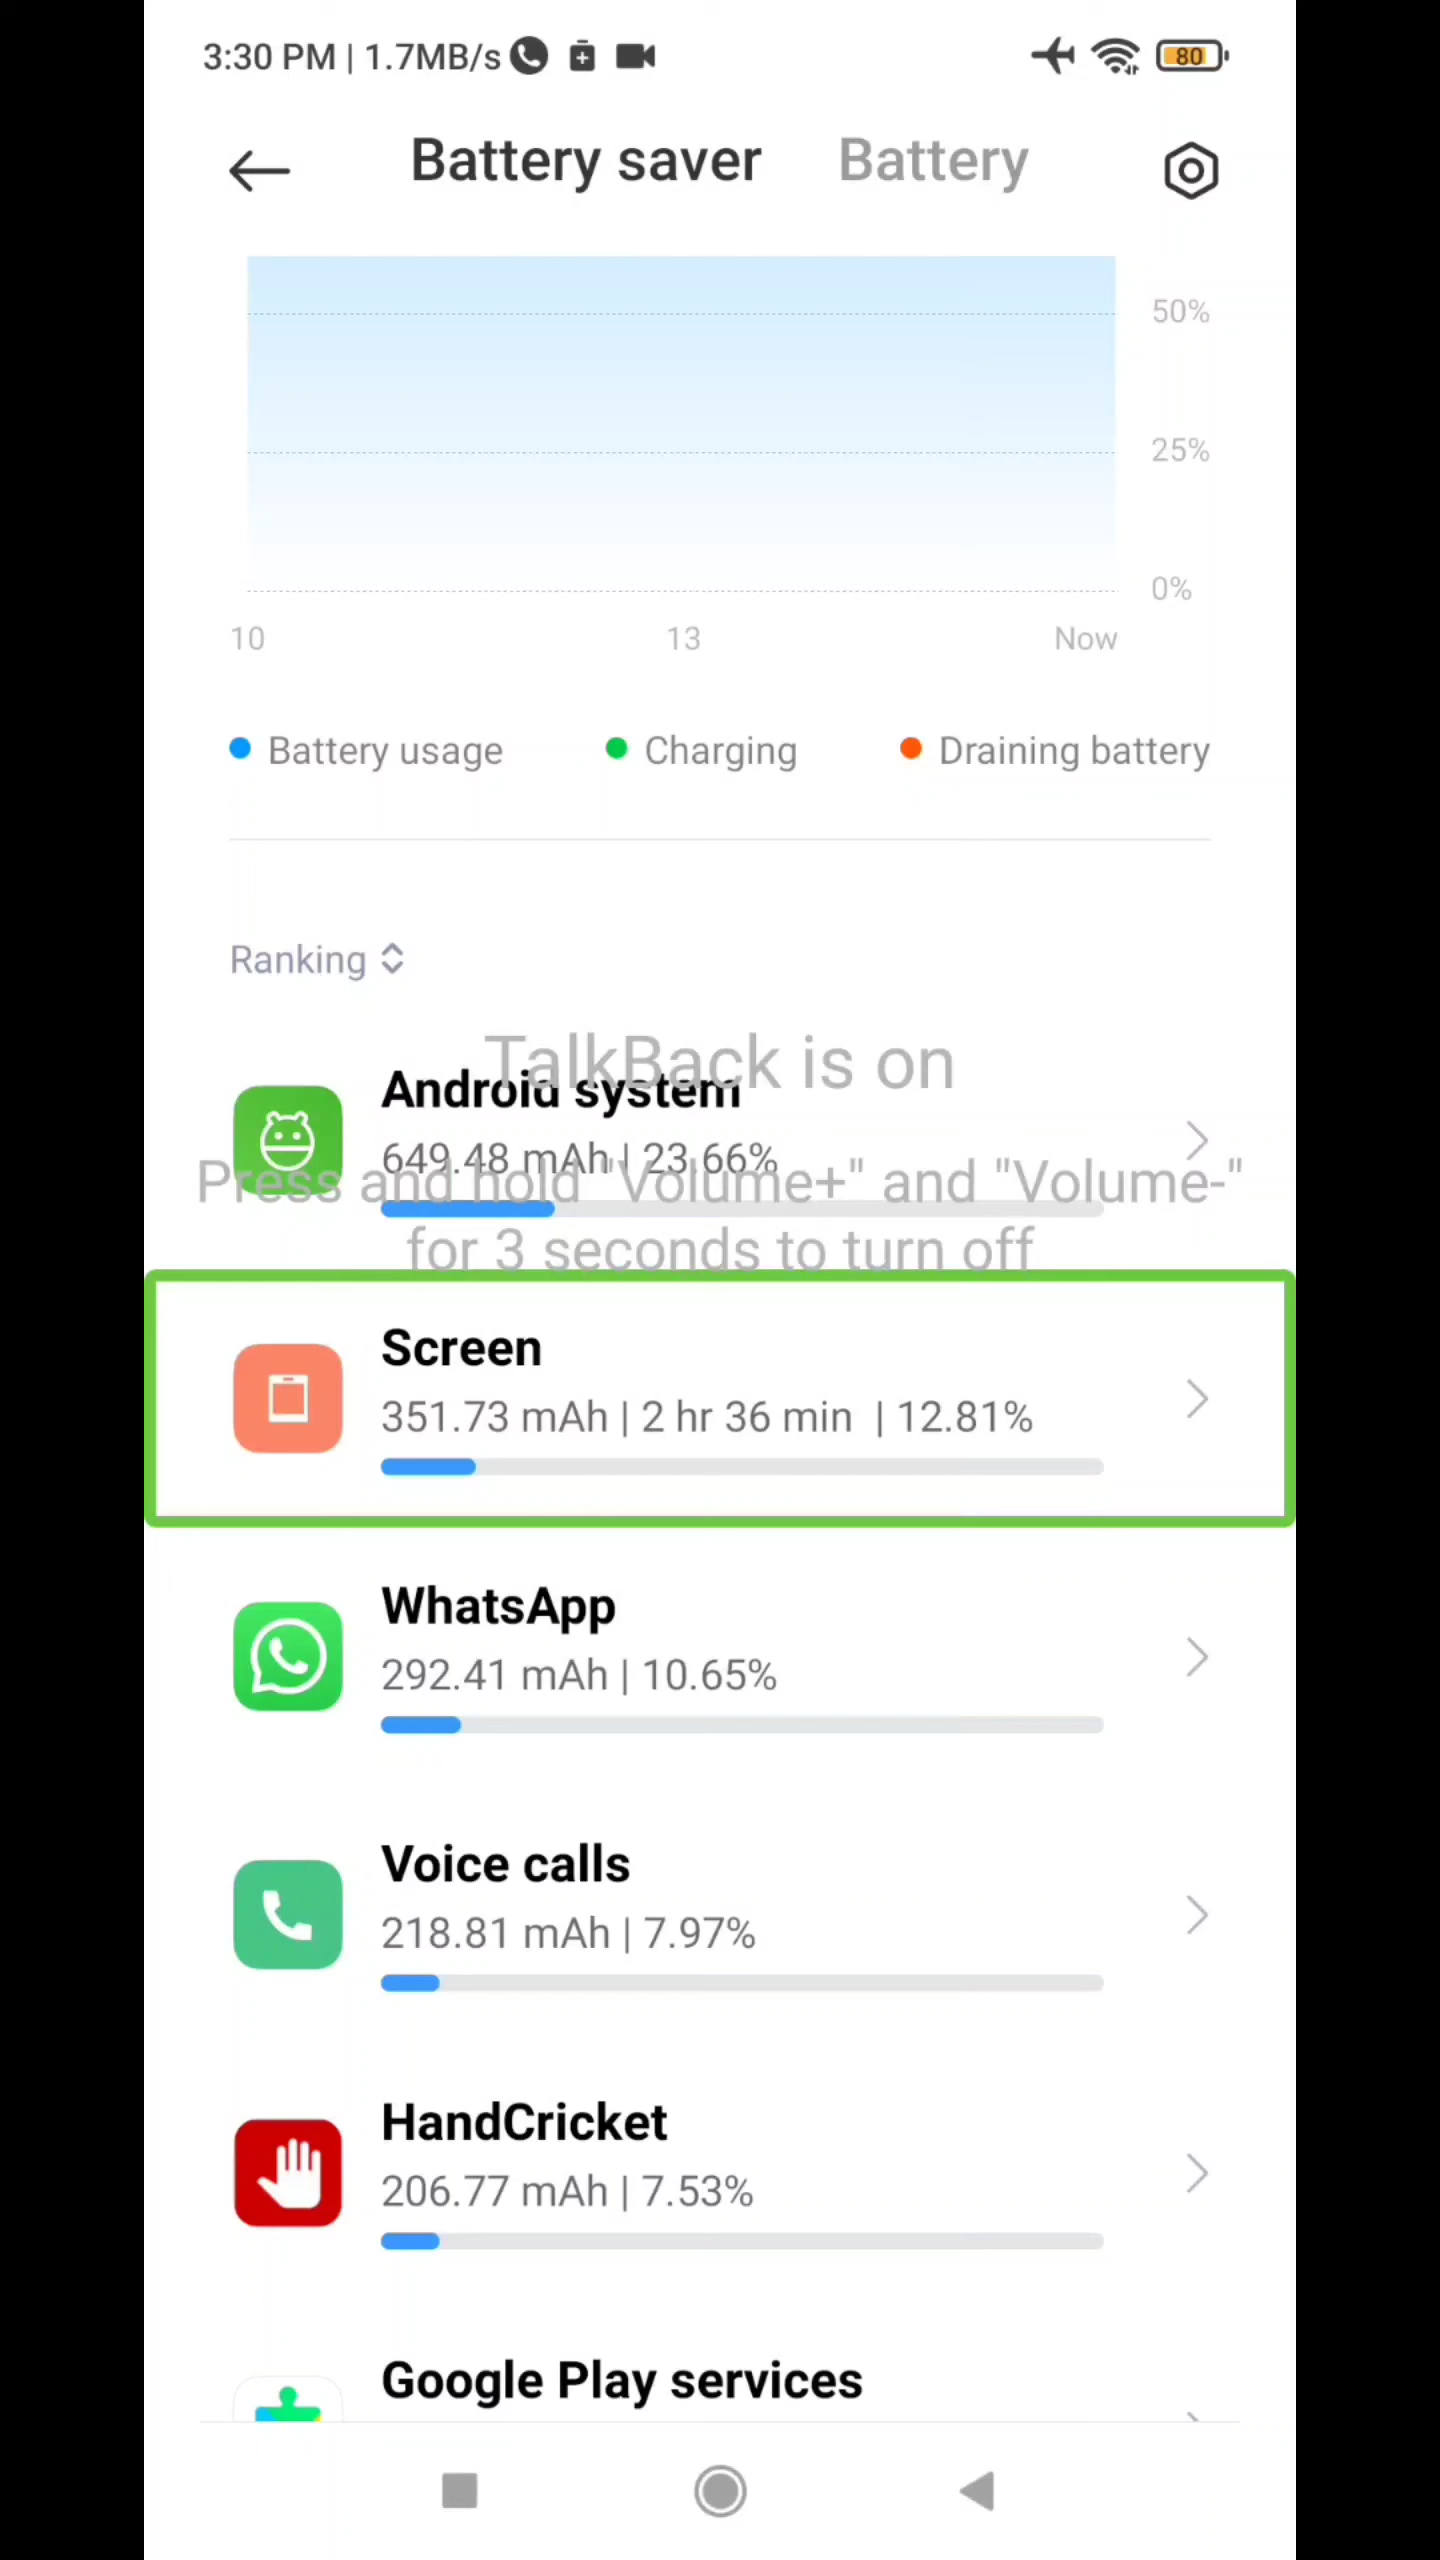 3:30 PM | 1.7MB/s
80
Battery saver Battery
50%
25%
0%
10 13 Now
Battery usage Charging Draining battery
Ranking
TalkBack is on
Android system
649.48 mAh | 23.66%
Press and hold "Volume+" and "Volume-"
for 3 seconds to turn off
Screen
351.73 mAh | 2 hr 36 min | 12.81%
WhatsApp
292.41 mAh | 10.65%
Voice calls
218.81 mAh | 7.97%
HandCricket
206.77 mAh | 7.53%
Google Play services